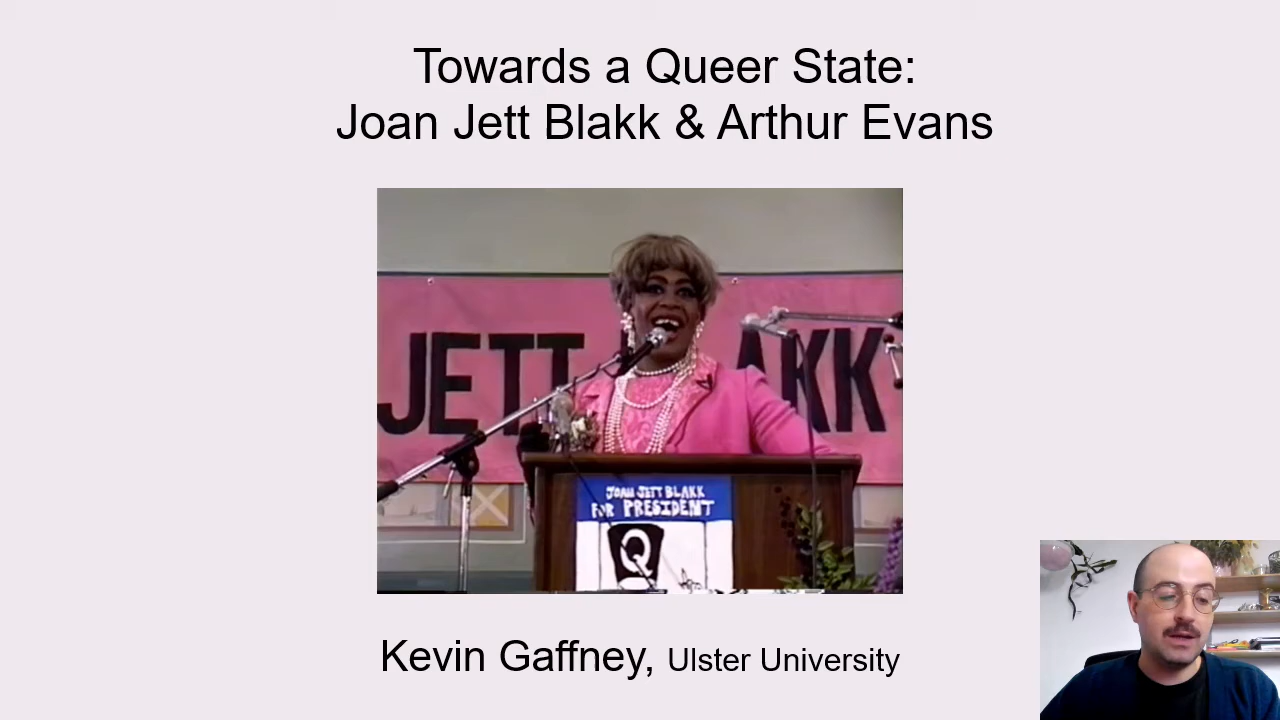 Towards a Queer State:
Joan Jett Blakk & Arthur Evans
JETT AKK
JOAN JETT BLAKK
FOR PRESIDENT
Q
Kevin Gaffney, Ulster University